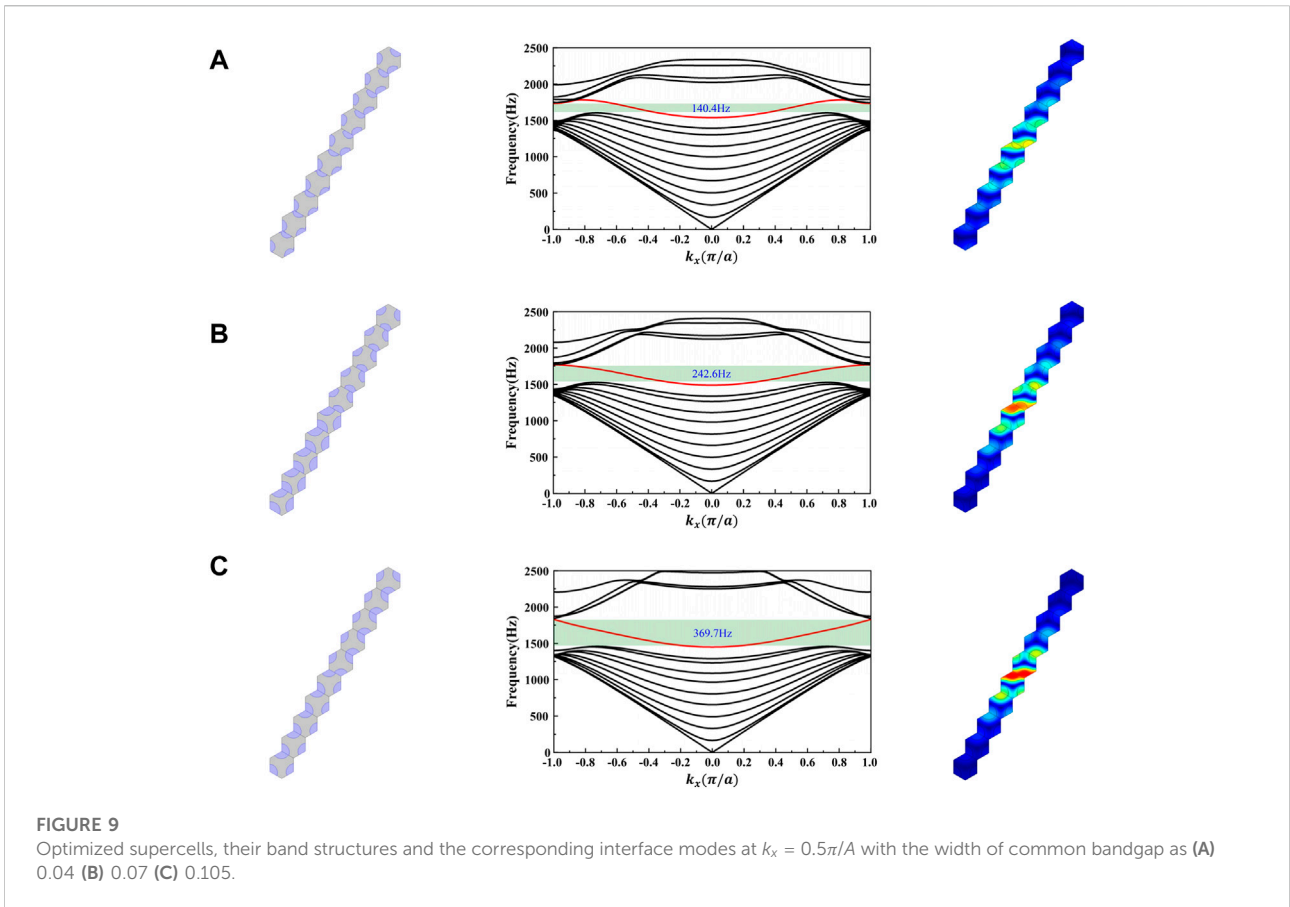 A
2500
2000
1500
1000
500
0
Frequency(Hz)
140.4Hz
-1.0 -0.8 -0.6 -0.4 -0.2 0.0 0.2 0.4 0.6 0.8 1.0
k_x(π/a)
B
2500
2000
1500
1000
500
0
Frequency(Hz)
242.6Hz
-1.0 -0.8 -0.6 -0.4 -0.2 0.0 0.2 0.4 0.6 0.8 1.0
k_x(π/a)
C
2500
2000
1500
1000
500
0
Frequency(Hz)
369.7Hz
-1.0 -0.8 -0.6 -0.4 -0.2 0.0 0.2 0.4 0.6 0.8 1.0
k_x(π/a)
FIGURE 9
Optimized supercells, their band structures and the corresponding interface modes at k_x = 0.5π/A with the width of common bandgap as (A)
0.04 (B) 0.07 (C) 0.105.